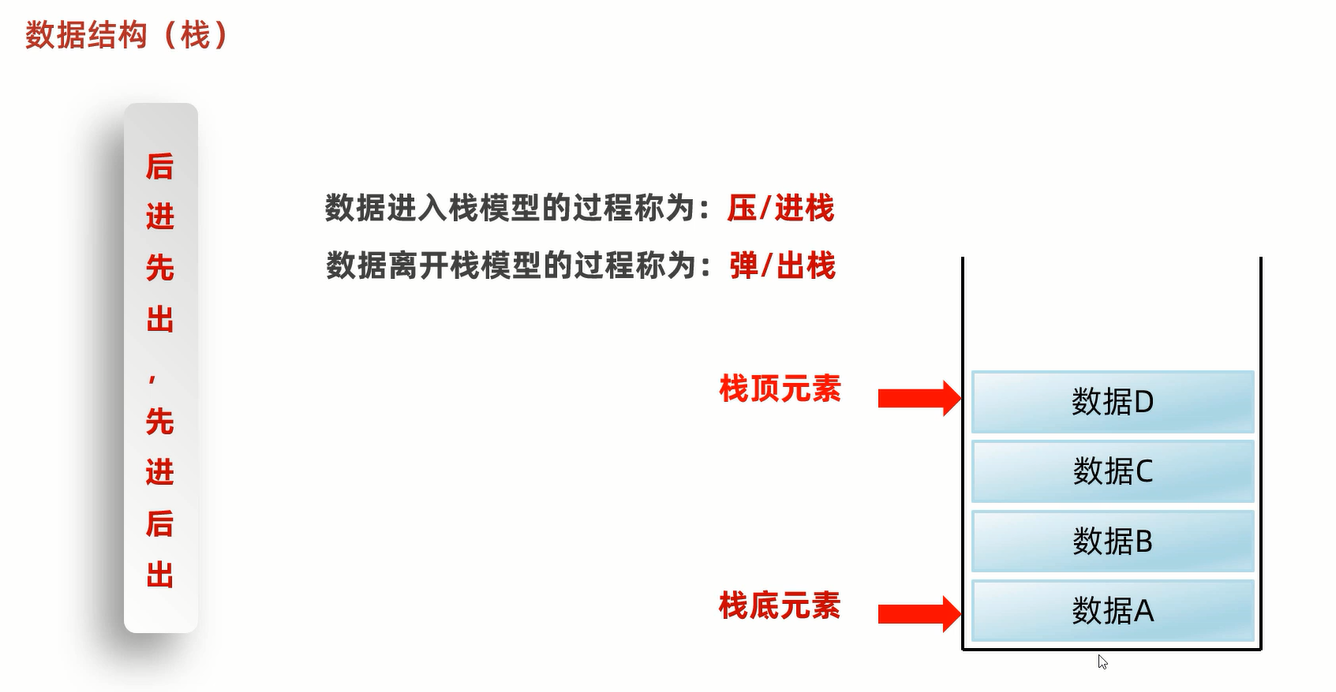 数据结构（栈）
后进先出,先进后出
数据进入栈模型的过程称为：压/进栈
数据离开栈模型的过程称为：弹/出栈
栈顶元素
数据D
数据C
数据B
栈底元素
数据A